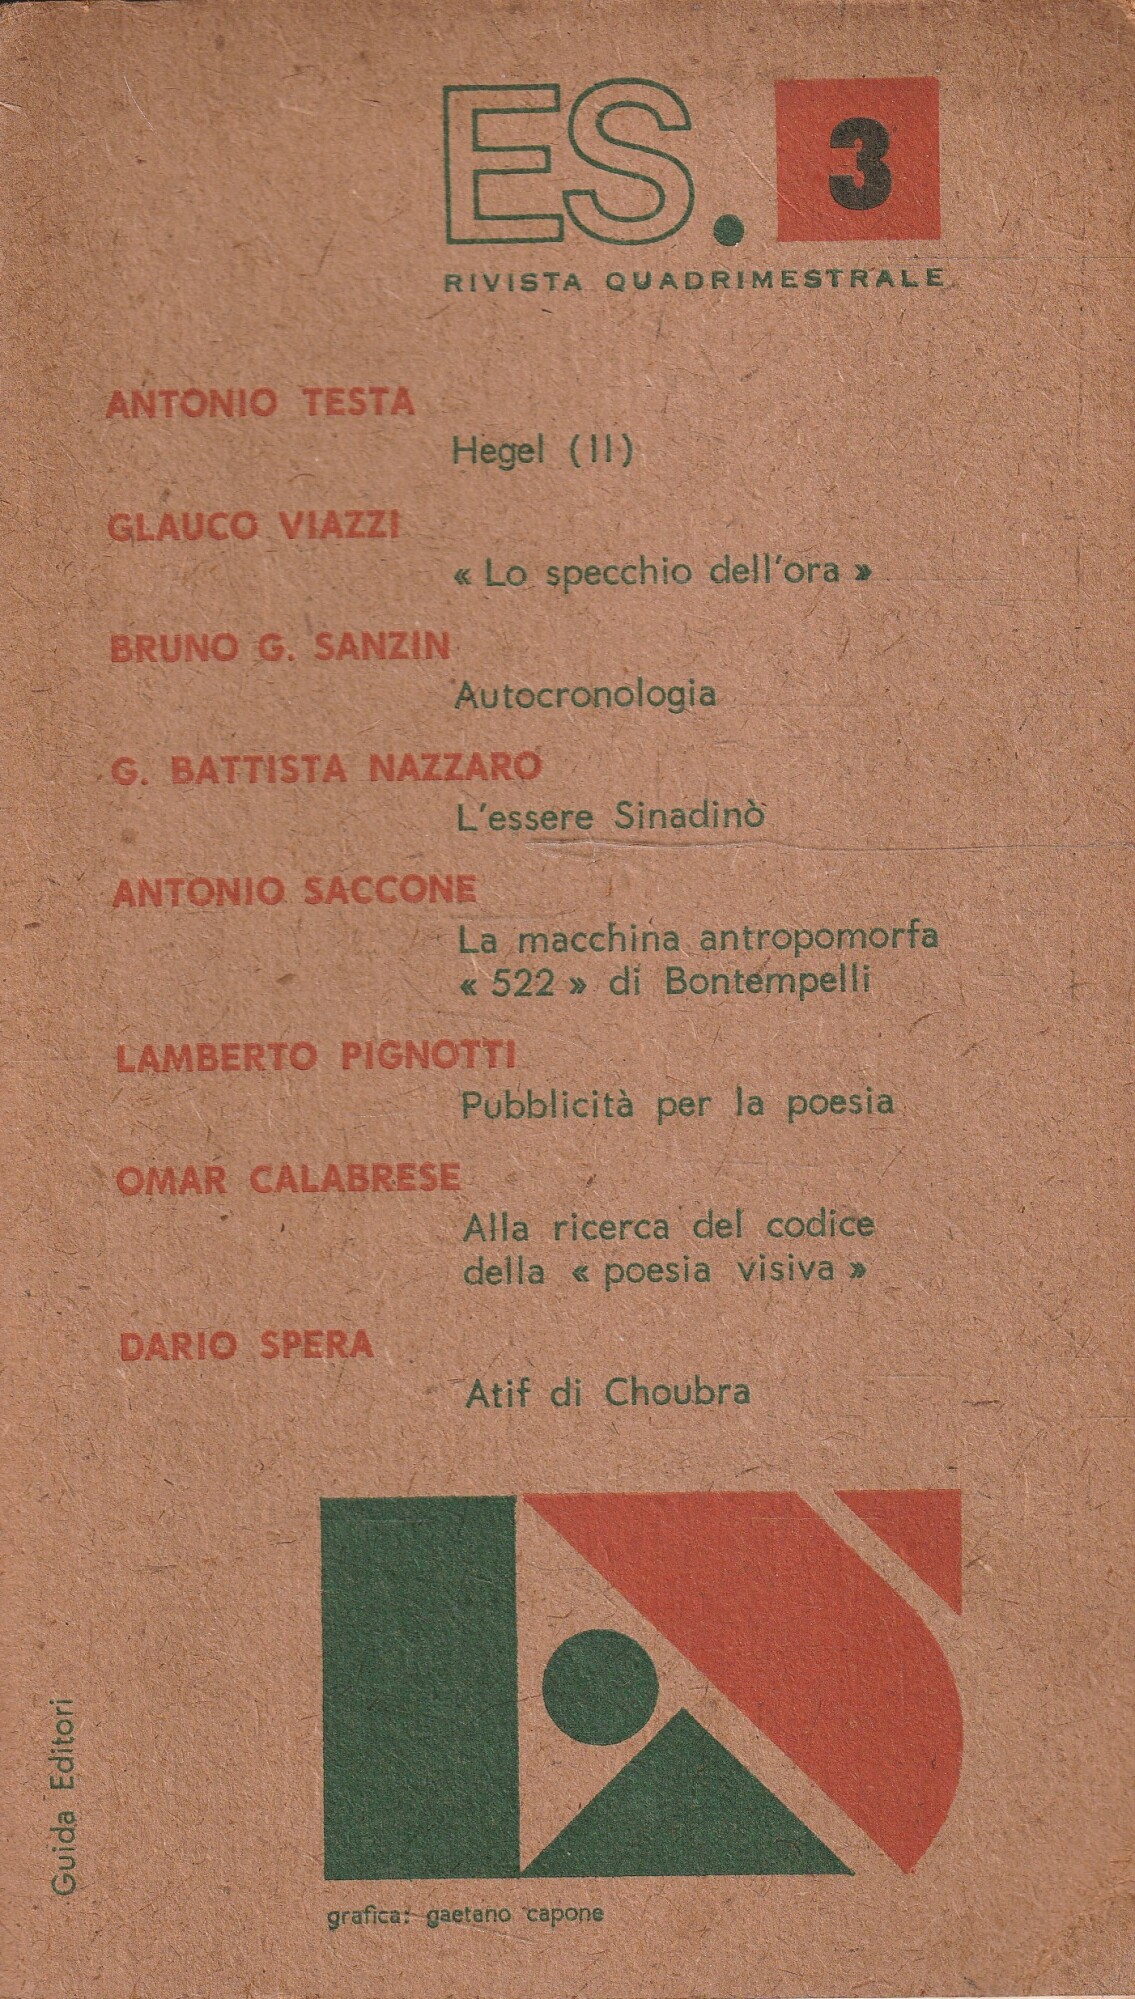 ES. 3
RIVISTA QUADRIMESTRALE
ANTONIO TESTA
Hegel (II)
GLAUCO VIAZZI
« Lo specchio dell'ora »
BRUNO G. SANZIN
Autocronologia
G. BATTISTA NAZZARO
L'essere Sinadinò
ANTONIO SACCONE
La macchina antropomorfa
« 522 » di Bontempelli
LAMBERTO PIGNOTTI
Pubblicità per la poesia
OMAR CALABRESE
Alla ricerca del codice
della « poesia visiva »
DARIO SPERA
Atif di Choubra
Guida Editori
grafica: gaetano capone